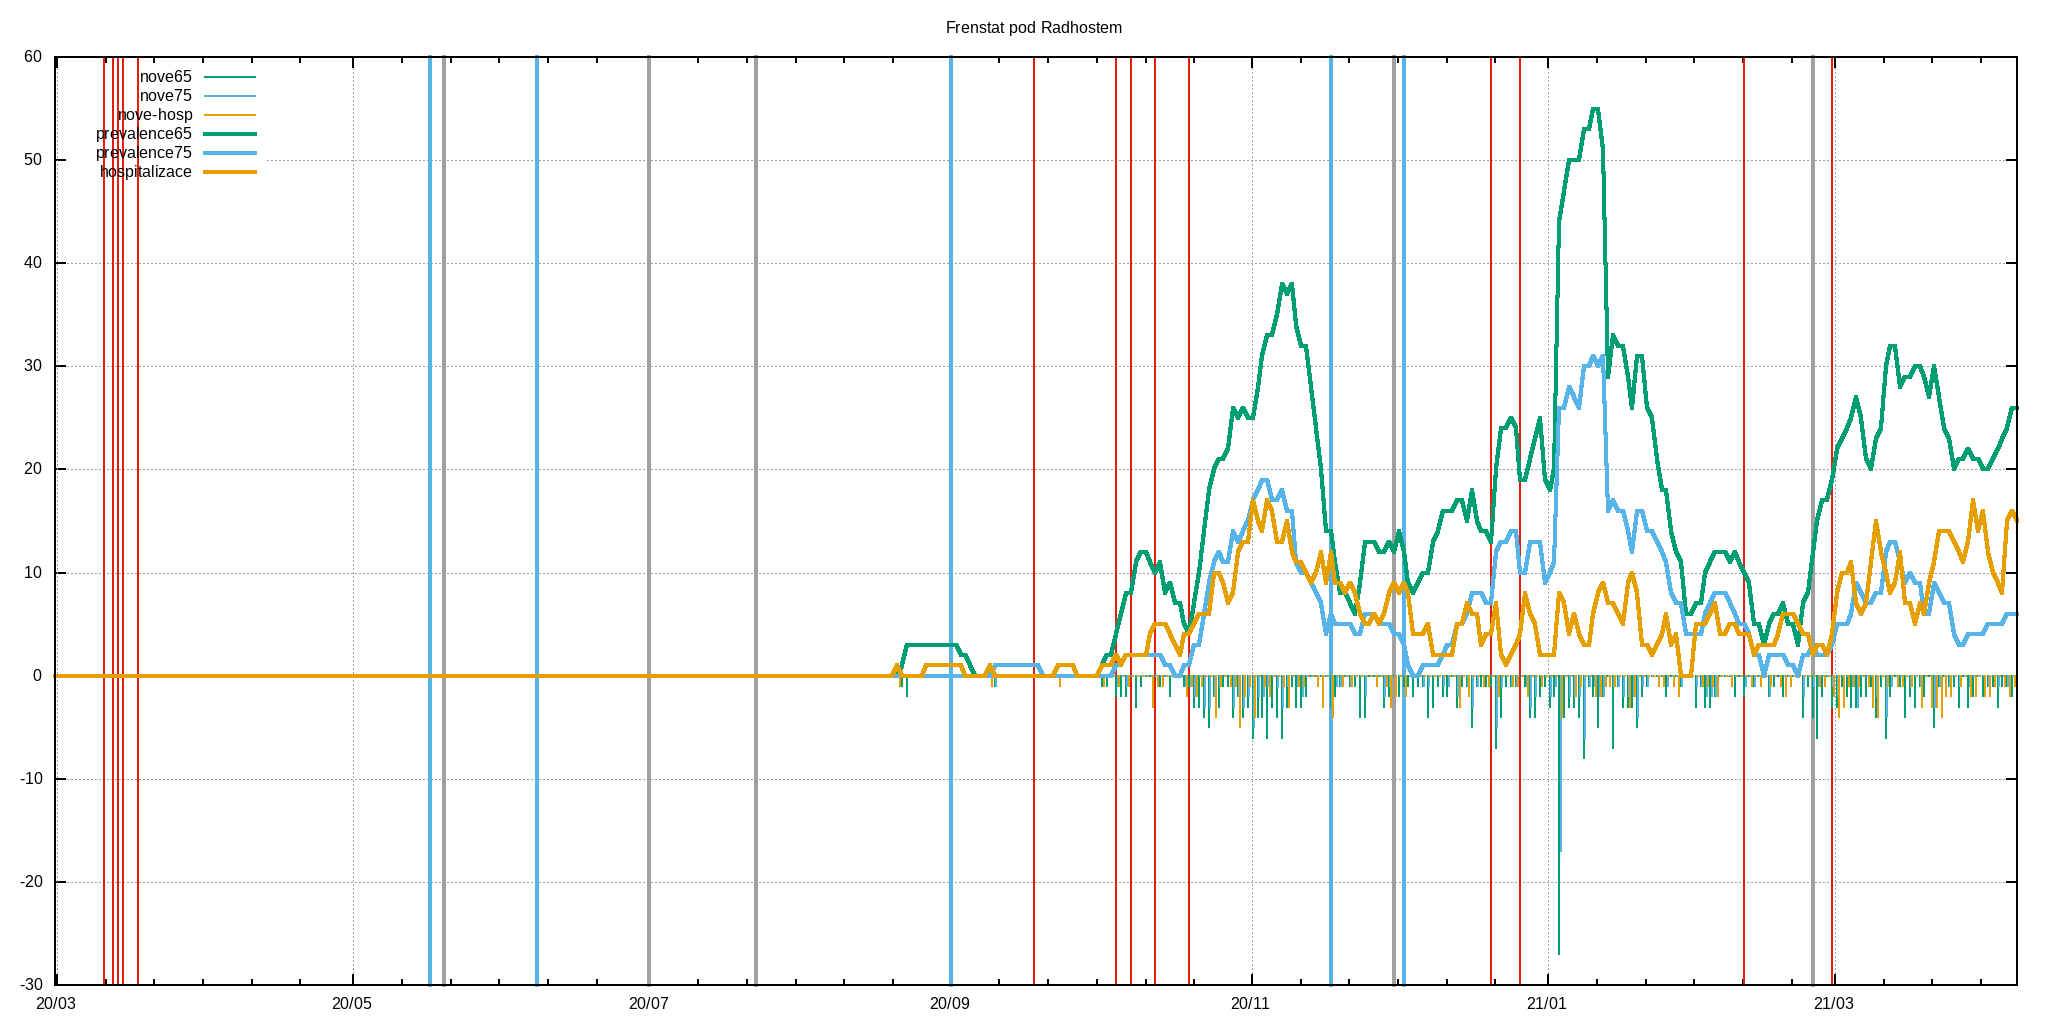 Frenstat pod Radhostem
60
nove65
nove75
nove-hosp
prevalence65
prevalence75
hospitalizace
50
40
30
20
10
0
-10
-20
-30
20/03 20/05 20/07 20/09 20/11 21/01 21/03